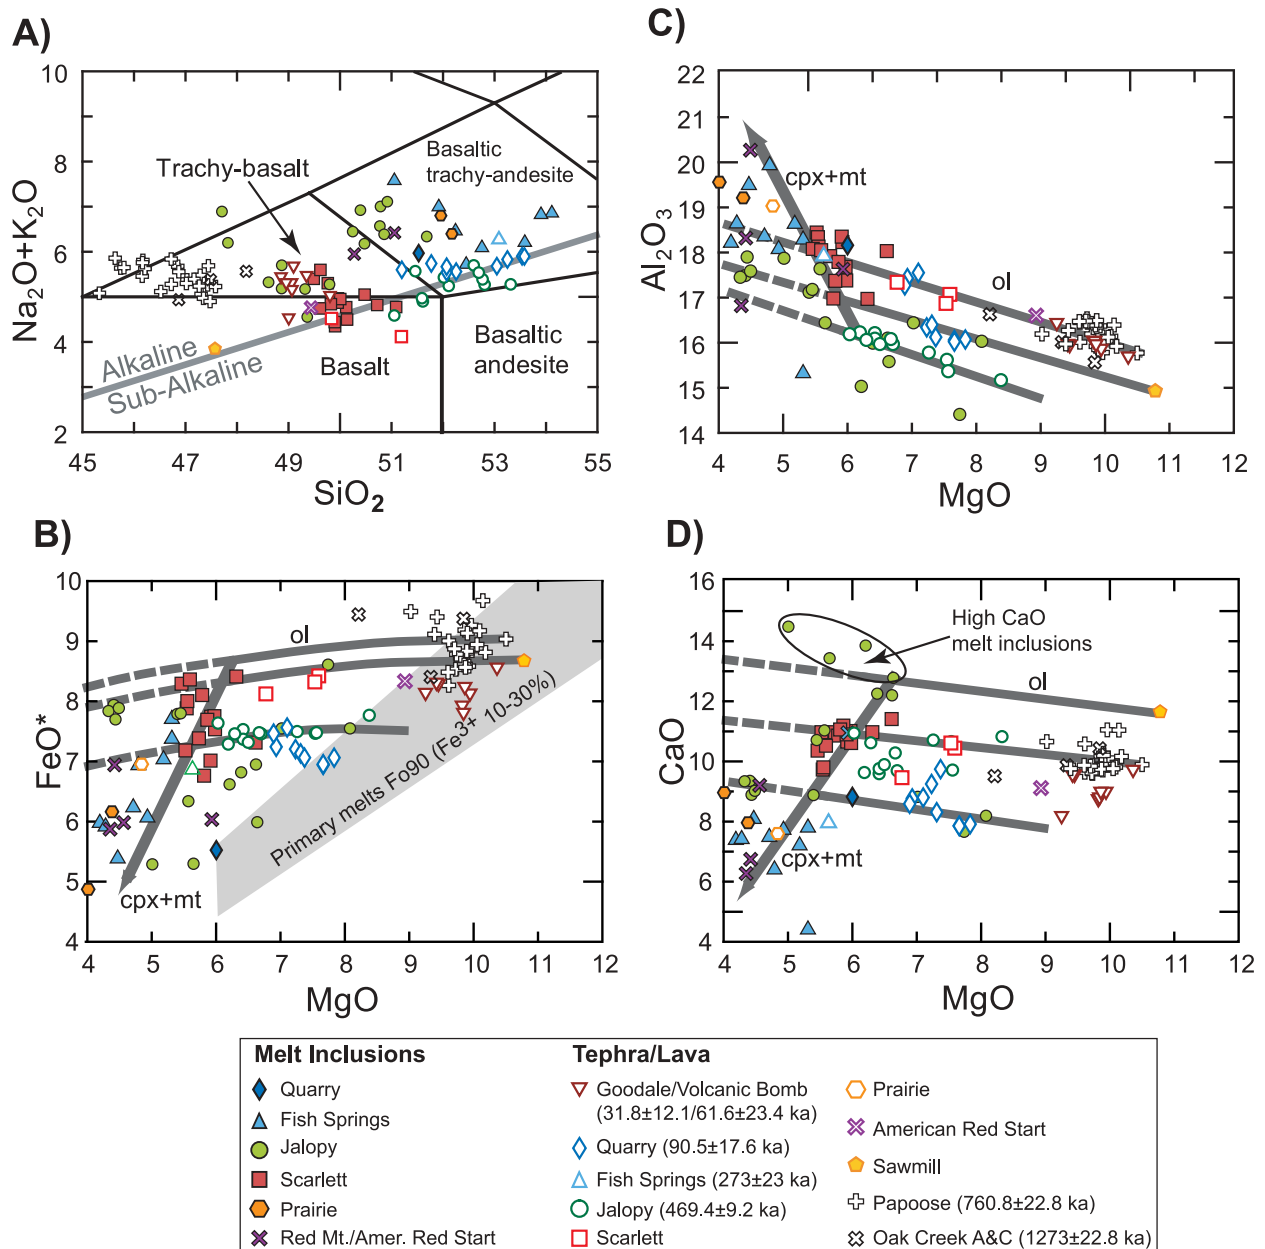 A)
10
8
6
4
2
Na2O+K2O
45
47
49
51
53
55
SiO2
Trachy-basalt
Basaltic
trachy-andesite
Alkaline
Sub-Alkaline
Basalt
Basaltic
andesite
C)
22
21
20
19
18
17
16
15
14
Al2O3
4
5
6
7
8
9
10
11
12
MgO
cpx+mt
ol
B)
10
9
8
7
6
5
4
FeO*
4
5
6
7
8
9
10
11
12
MgO
ol
cpx+mt
Primary melts Fo90 (Fe3+ 10-30%)
D)
16
14
12
10
8
6
4
CaO
4
5
6
7
8
9
10
11
12
MgO
High CaO
melt inclusions
ol
cpx+mt
Melt Inclusions
Quarry
Fish Springs
Jalopy
Scarlett
Prairie
Red Mt./Amer. Red Start
Tephra/Lava
Goodale/Volcanic Bomb
(31.8±12.1/61.6±23.4 ka)
Quarry (90.5±17.6 ka)
Fish Springs (273±23 ka)
Jalopy (469.4±9.2 ka)
Scarlett
Prairie
American Red Start
Sawmill
Papoose (760.8±22.8 ka)
Oak Creek A&C (1273±22.8 ka)